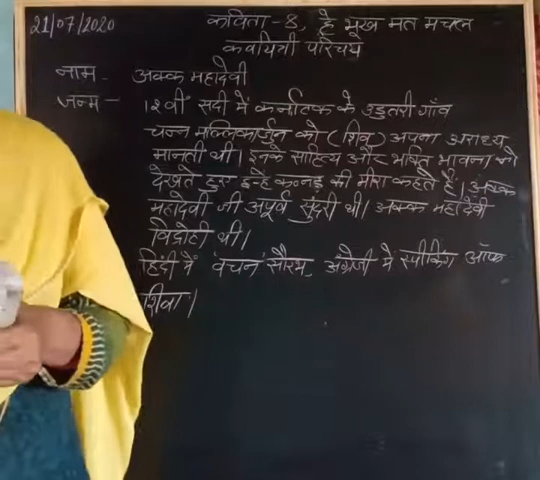 21/07/2020
कविता - 8, है भूख मत मचल
कवयित्री परिचय
नाम - अक्क महादेवी
जन्म - 12वीं सदी में कर्नाटक के उडुतरी गाँव
चन्न मल्लिकार्जुन को (शिव) अपना अराध्य
मानती थी। इनके साहित्य और भक्ति भावना को
देखते हुए इन्हे कन्नड़ की मीरा कहते हैं। अक्क
महादेवी जी अपूर्व सुंदरी थी। अक्क महादेवी
विद्रोही थी।
हिंदी में वचन सौरभ अंग्रेजी में स्पीकिंग ऑफ
शिवा।